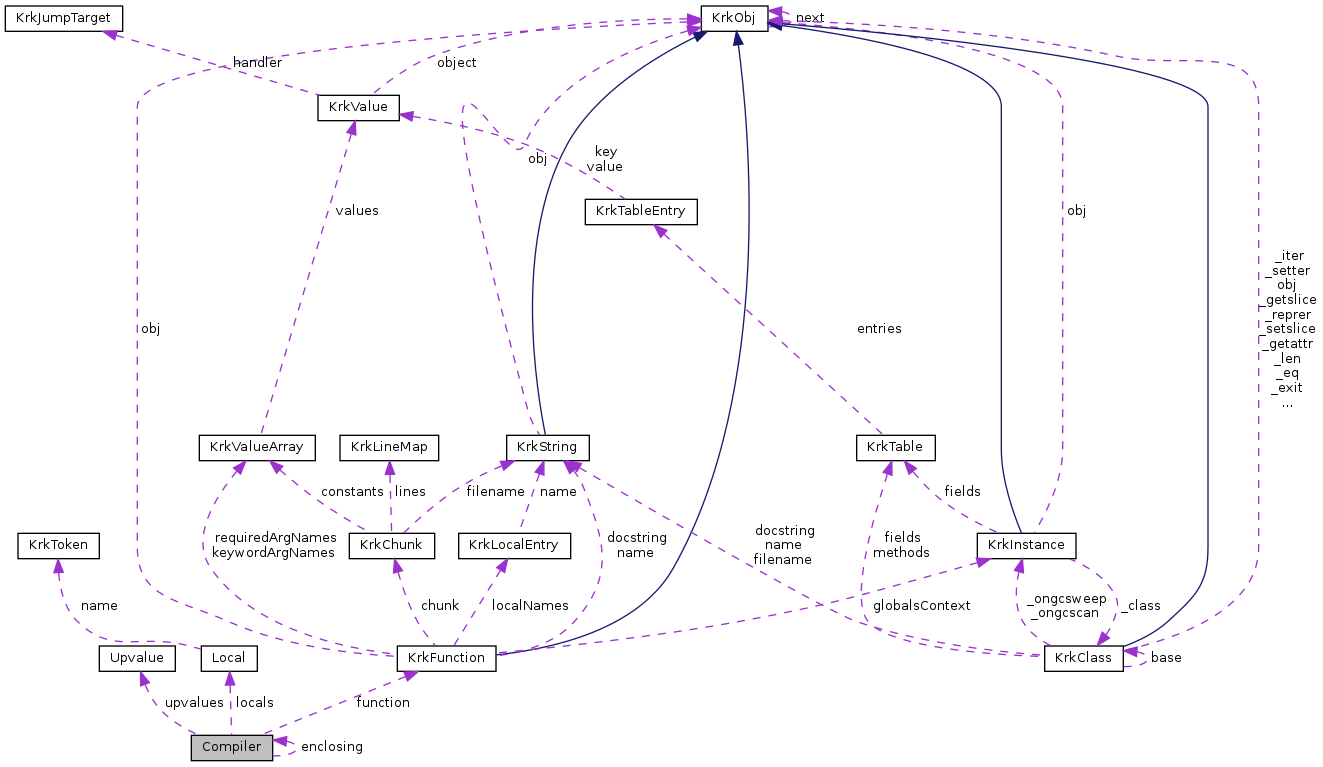 KrkJumpTarget
KrkObj
next
handler
object
KrkValue
key
value
obj
values
KrkTableEntry
obj
_iter
_setter
obj
_getslice
_reprer
_setslice
_getattr
_len
_eq
_exit
...
obj
entries
KrkValueArray
KrkLineMap
KrkString
KrkTable
constants
lines
filename
name
fields
requiredArgNames
keywordArgNames
KrkToken
KrkChunk
KrkLocalEntry
docstring
name
docstring
name
filename
fields
methods
KrkInstance
name
chunk
localNames
globalsContext
_ongcsweep
_ongcscan
_class
Upvalue
Local
KrkFunction
KrkClass
base
upvalues
locals
function
Compiler
enclosing